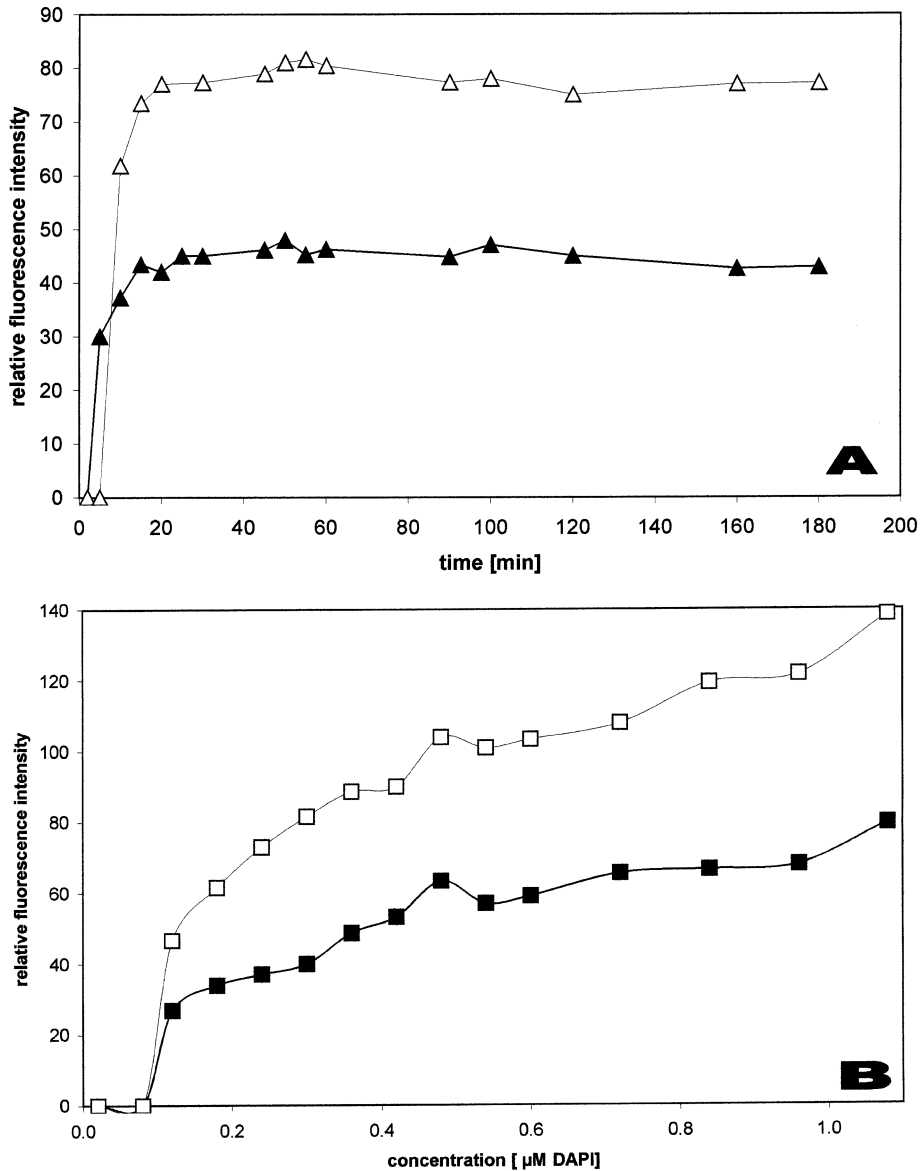 90
80
70
60
50
40
30
20
10
0
relative fluorescence intensity
0 20 40 60 80 100 120 140 160 180 200
time [min]
A
140
120
100
80
60
40
20
0
relative fluorescence intensity
0.0 0.2 0.4 0.6 0.8 1.0
concentration [ µM DAPI]
B